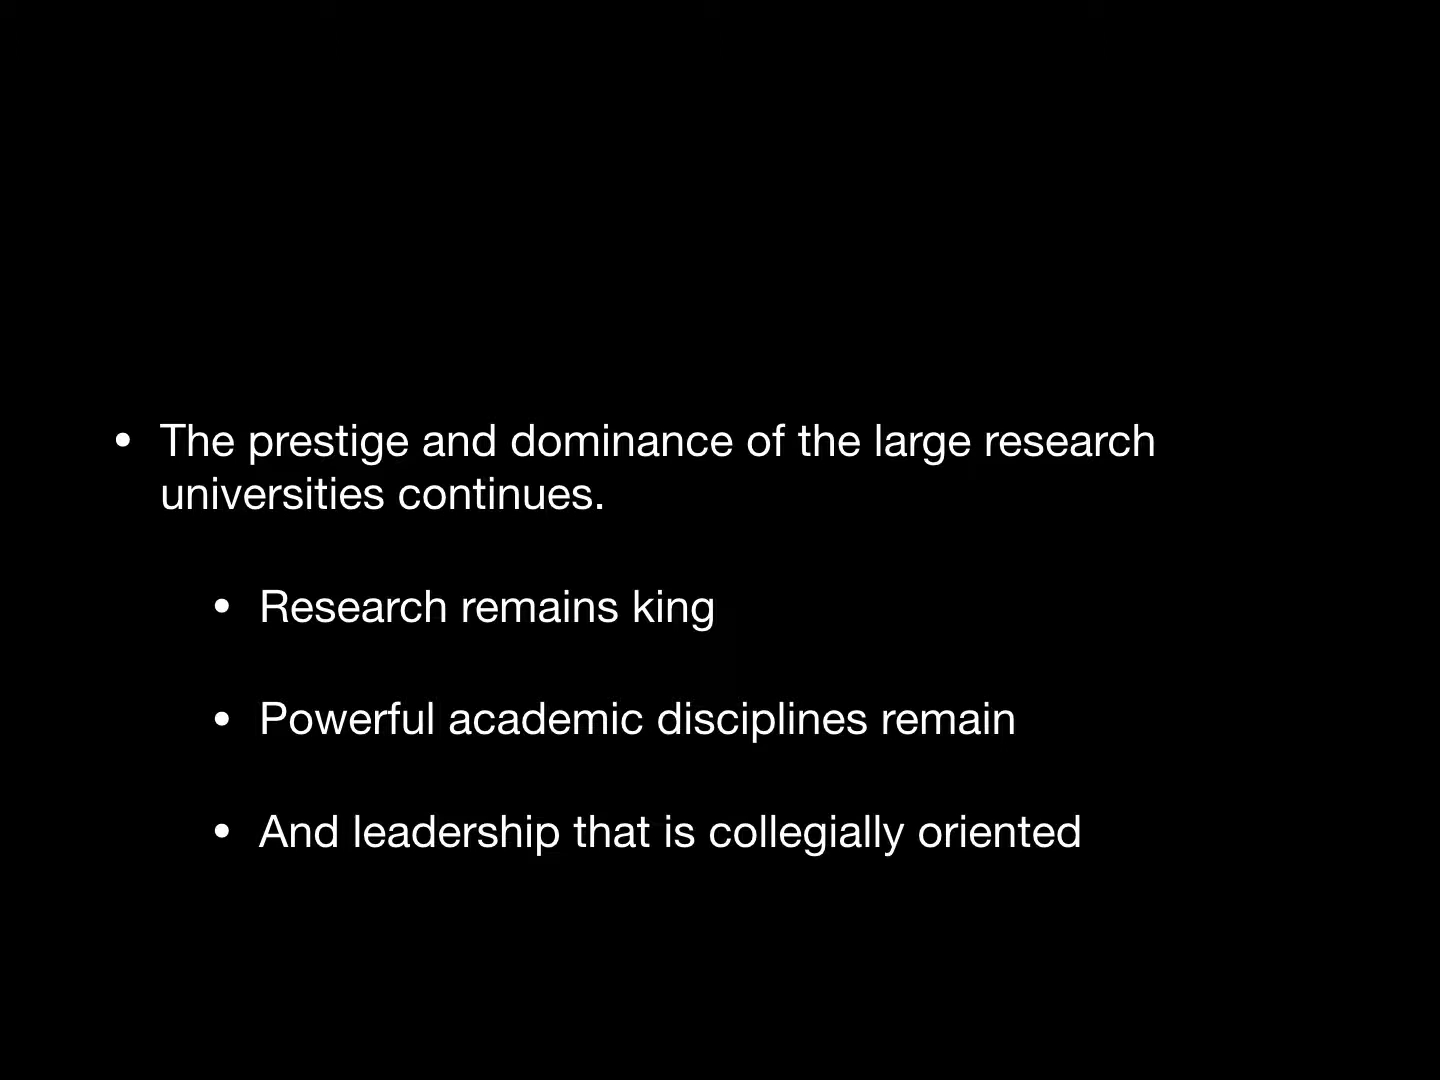 • The prestige and dominance of the large research
universities continues.
• Research remains king
• Powerful academic disciplines remain
• And leadership that is collegially oriented